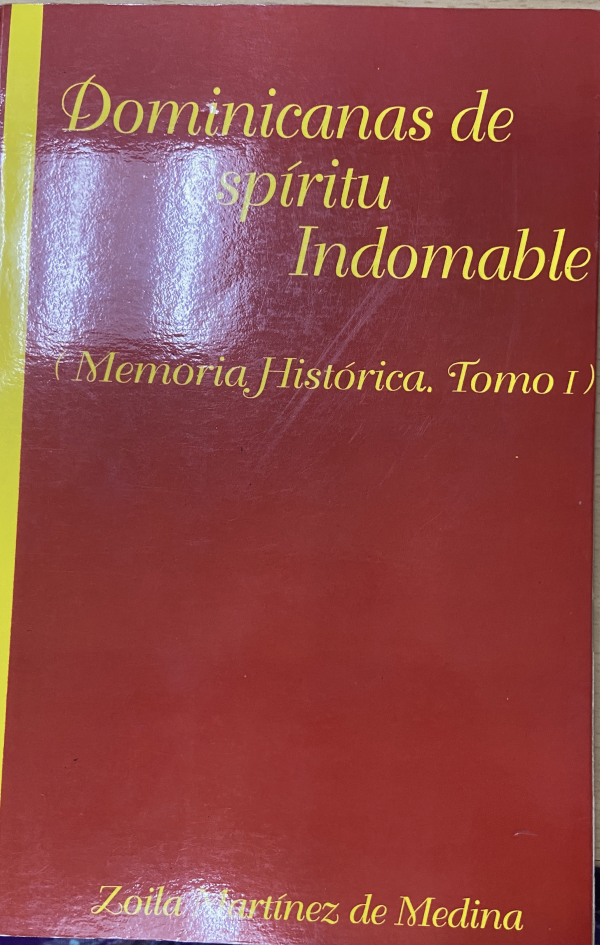 Dominicanas de
Espíritu
Indomable
(Memoria Histórica. Tomo I)
Zoila Martínez de Medina